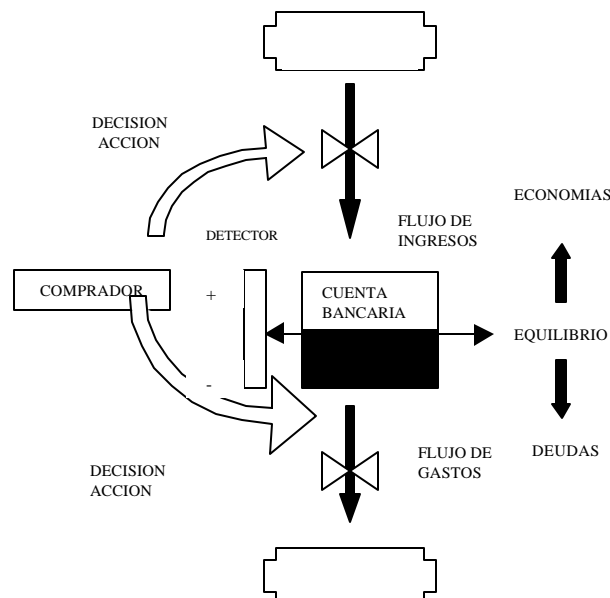 DECISION
ACCION
ECONOMIAS
FLUJO DE
INGRESOS
DETECTOR
COMPRADOR
+
CUENTA
BANCARIA
EQUILIBRIO
-
FLUJO DE
GASTOS
DEUDAS
DECISION
ACCION